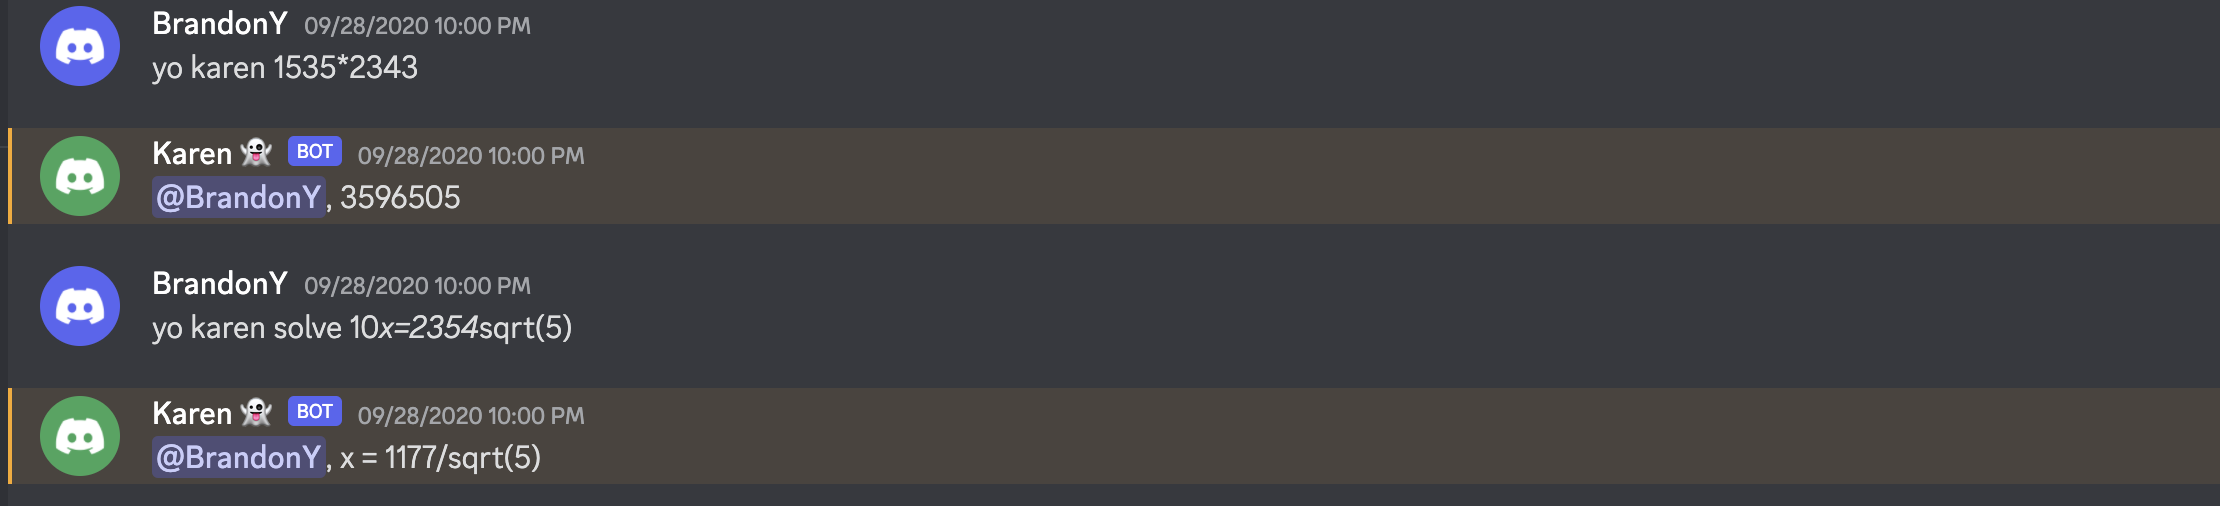 BrandonY 09/28/2020 10:00 PM
yo karen 1535*2343
Karen 👻 BOT 09/28/2020 10:00 PM
@BrandonY, 3596505
BrandonY 09/28/2020 10:00 PM
yo karen solve 10x=2354sqrt(5)
Karen 👻 BOT 09/28/2020 10:00 PM
@BrandonY, x = 1177/sqrt(5)